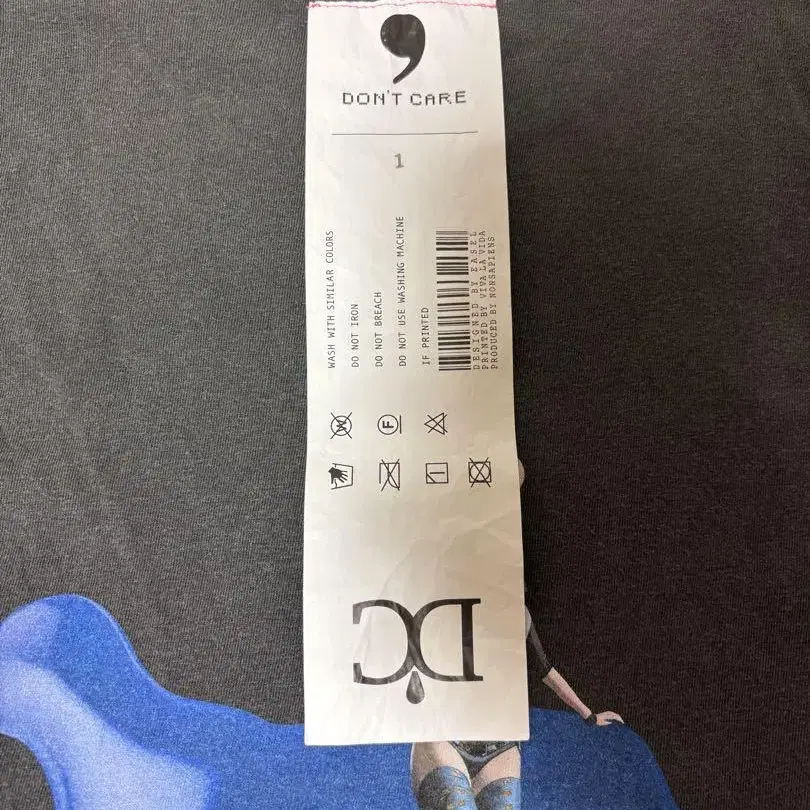 DON'T CARE
1
WASH WITH SIMILAR COLORS
DO NOT IRON
DO NOT BREACH
DO NOT USE WASHING MACHINE
IF PRINTED
DESIGNED BY EASEL
PRINTED BY VIVA LA VIDA
PRODUCED BY NONSAPIENS
W
F
DC